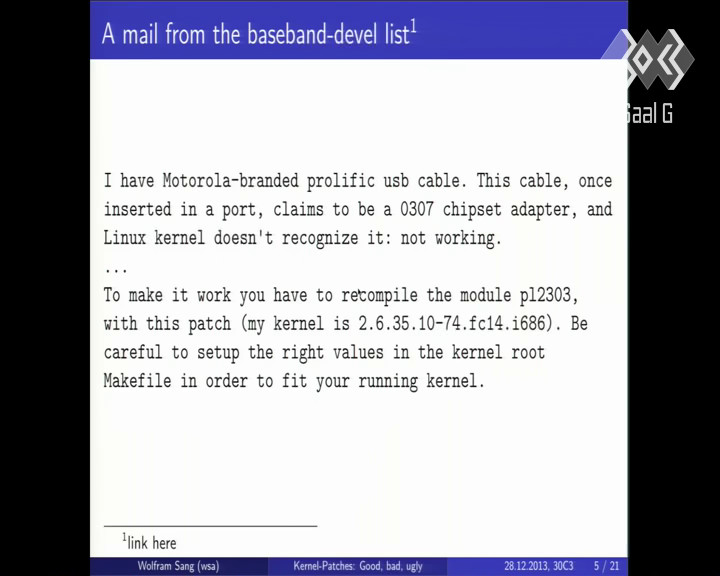 A mail from the baseband-devel list1
Saal G
I have Motorola-branded prolific usb cable. This cable, once
inserted in a port, claims to be a 0307 chipset adapter, and
Linux kernel doesn't recognize it: not working.
...
To make it work you have to recompile the module pl2303,
with this patch (my kernel is 2.6.35.10-74.fc14.i686). Be
careful to setup the right values in the kernel root
Makefile in order to fit your running kernel.
1link here
Wolfram Sang (wsa) Kernel-Patches: Good, bad, ugly 28.12.2013, 30C3 5 / 21